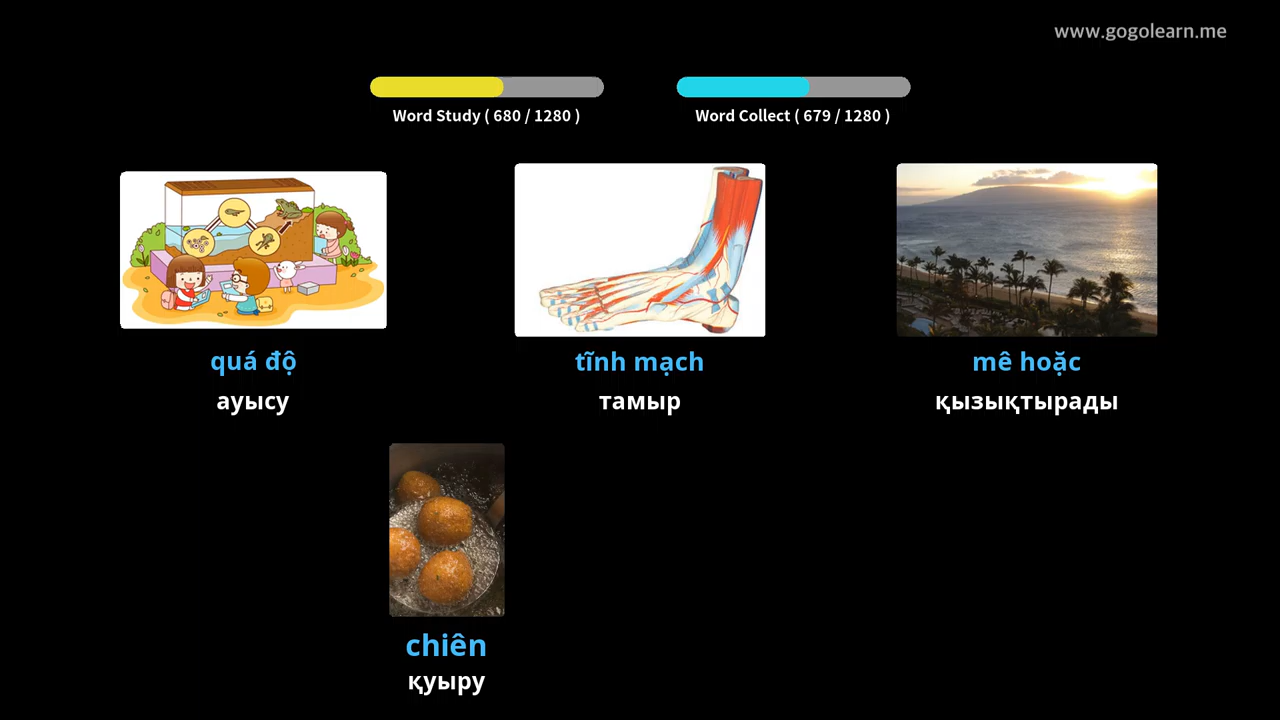 www.gogolearn.me
Word Study ( 680 / 1280 )
Word Collect ( 679 / 1280 )
quá độ
ауысу
tĩnh mạch
тамыр
mê hoặc
қызықтырады
chiên
қуыру